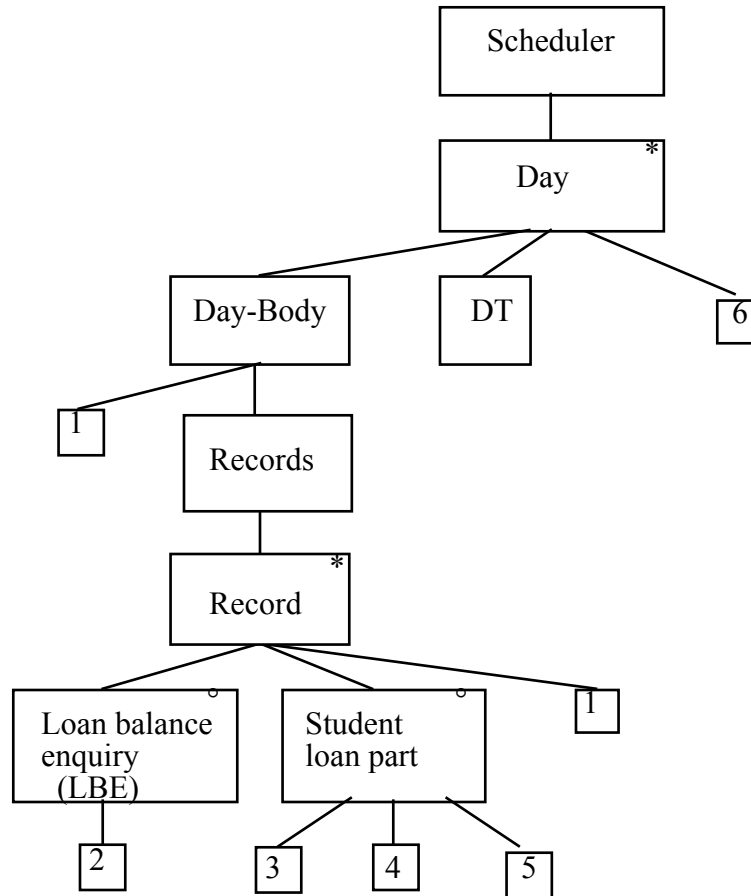 Scheduler
*
Day
Day-Body
DT
6
1
Records
*
Record
°
Loan balance
enquiry
(LBE)
°
Student
loan part
1
2
3
4
5